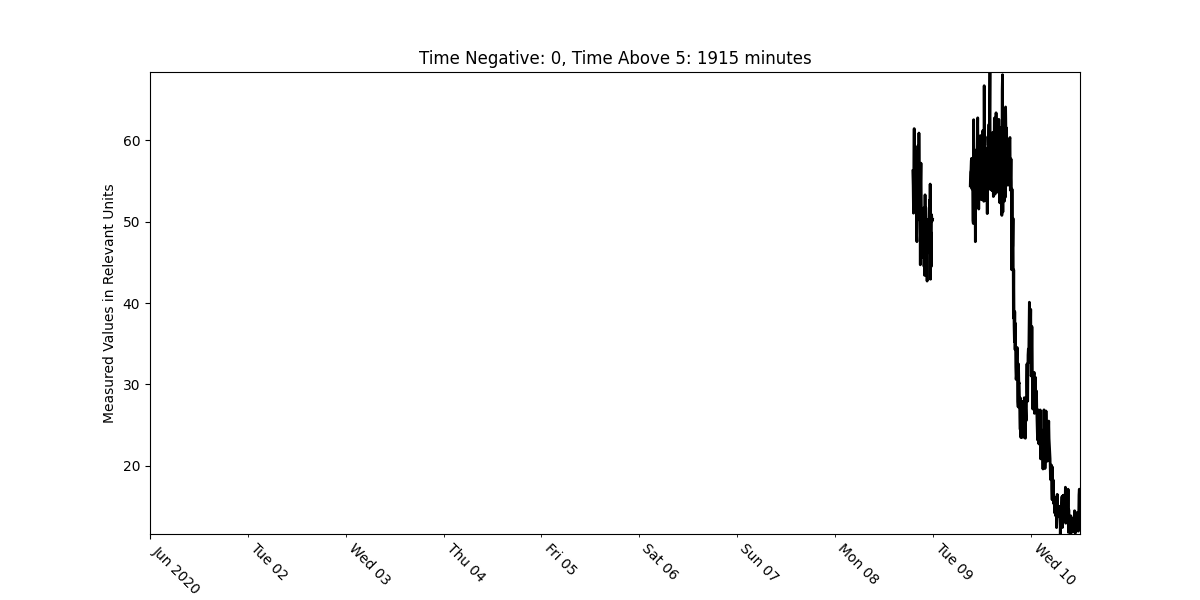 Time Negative: 0, Time Above 5: 1915 minutes
Measured Values in Relevant Units
60
50
40
30
20
Jun 2020
Tue 02
Wed 03
Thu 04
Fri 05
Sat 06
Sun 07
Mon 08
Tue 09
Wed 10